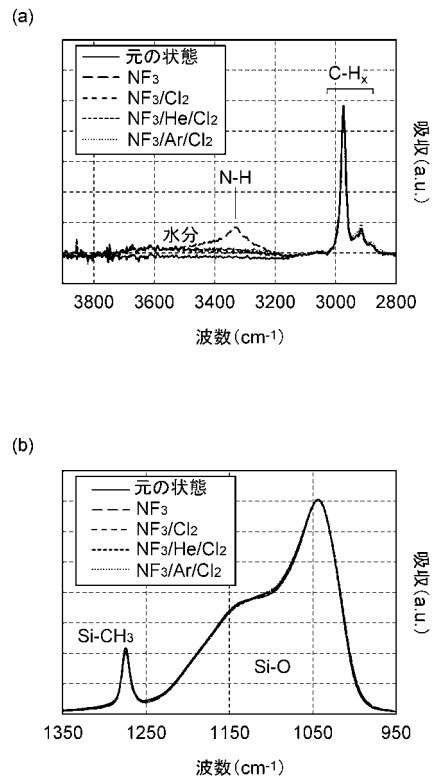 (a)
元の状態
NF3
NF3/Cl2
NF3/He/Cl2
NF3/Ar/Cl2
C-Hx
N-H
水分
吸収(a.u.)
3800 3600 3400 3200 3000 2800
波数(cm-1)
(b)
元の状態
NF3
NF3/Cl2
NF3/He/Cl2
NF3/Ar/Cl2
Si-CH3
Si-O
吸収(a.u.)
1350 1250 1150 1050 950
波数(cm-1)